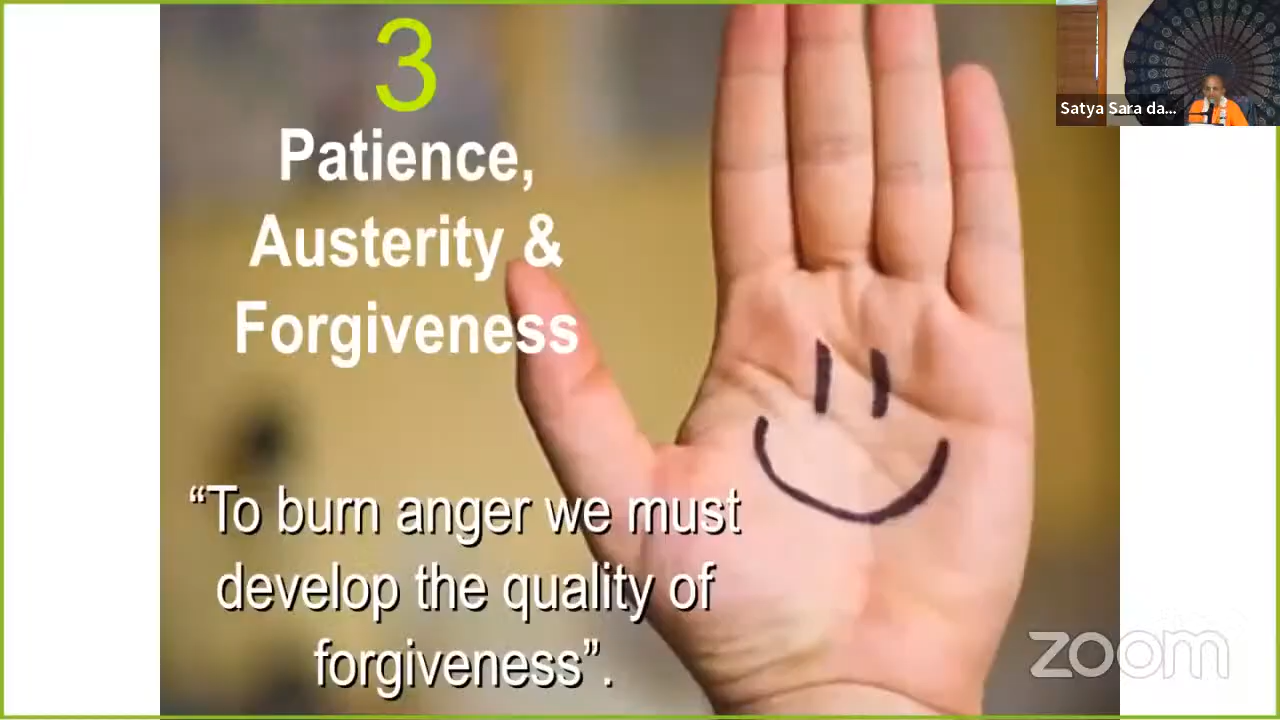 3
Patience,
Austerity &
Forgiveness
“To burn anger we must
develop the quality of
forgiveness”.
Satya Sara da...
zoom